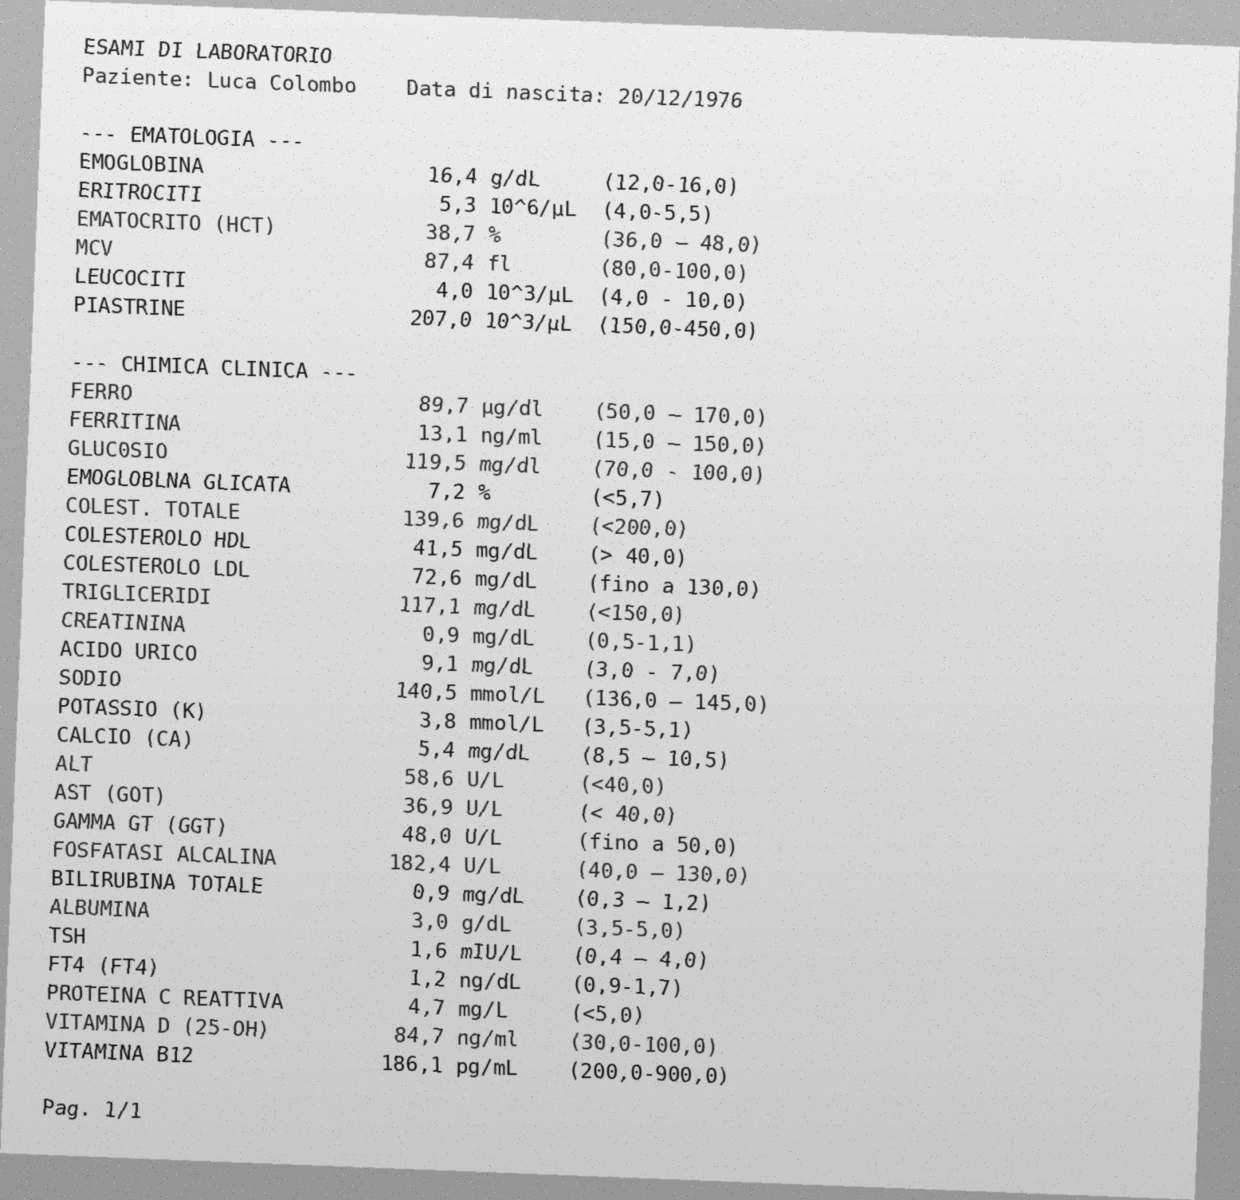 ESAMI DI LABORATORIO
Paziente: Luca Colombo    Data di nascita: 20/12/1976
--- EMATOLOGIA ---
EMOGLOBINA 16,4 g/dL (12,0-16,0)
ERITROCITI 5,3 10^6/µL (4,0-5,5)
EMATOCRITO (HCT) 38,7 % (36,0 – 48,0)
MCV 87,4 fl (80,0-100,0)
LEUCOCITI 4,0 10^3/µL (4,0 - 10,0)
PIASTRINE 207,0 10^3/µL (150,0-450,0)
--- CHIMICA CLINICA ---
FERRO 89,7 µg/dl (50,0 – 170,0)
FERRITINA 13,1 ng/ml (15,0 – 150,0)
GLUC0SIO 119,5 mg/dl (70,0 - 100,0)
EMOGLOBLNA GLICATA 7,2 % (<5,7)
COLEST. TOTALE 139,6 mg/dL (<200,0)
COLESTEROLO HDL 41,5 mg/dL (> 40,0)
COLESTEROLO LDL 72,6 mg/dL (fino a 130,0)
TRIGLICERIDI 117,1 mg/dL (<150,0)
CREATININA 0,9 mg/dL (0,5-1,1)
ACIDO URICO 9,1 mg/dL (3,0 - 7,0)
SODIO 140,5 mmol/L (136,0 – 145,0)
POTASSIO (K) 3,8 mmol/L (3,5-5,1)
CALCIO (CA) 5,4 mg/dL (8,5 – 10,5)
ALT 58,6 U/L (<40,0)
AST (GOT) 36,9 U/L (< 40,0)
GAMMA GT (GGT) 48,0 U/L (fino a 50,0)
FOSFATASI ALCALINA 182,4 U/L (40,0 – 130,0)
BILIRUBINA TOTALE 0,9 mg/dL (0,3 – 1,2)
ALBUMINA 3,0 g/dL (3,5-5,0)
TSH 1,6 mIU/L (0,4 – 4,0)
FT4 (FT4) 1,2 ng/dL (0,9-1,7)
PROTEINA C REATTIVA 4,7 mg/L (<5,0)
VITAMINA D (25-OH) 84,7 ng/ml (30,0-100,0)
VITAMINA B12 186,1 pg/mL (200,0-900,0)
Pag. 1/1